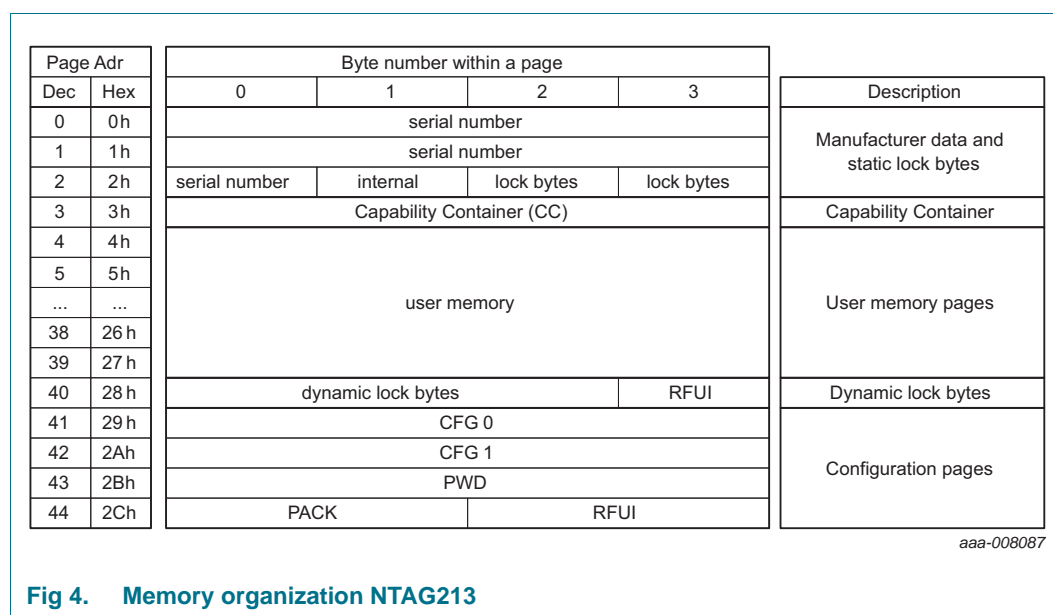 Page Adr Byte number within a page
Dec Hex 0 1 2 3 Description
0 0h serial number
1 1h serial number
Manufacturer data and
static lock bytes
2 2h serial number internal lock bytes lock bytes
3 3h Capability Container (CC) Capability Container
4 4h
5 5h
... ... user memory User memory pages
38 26h
39 27h
40 28h dynamic lock bytes RFUI Dynamic lock bytes
41 29h CFG 0
42 2Ah CFG 1
Configuration pages
43 2Bh PWD
44 2Ch PACK RFUI
aaa-008087
Fig 4. Memory organization NTAG213